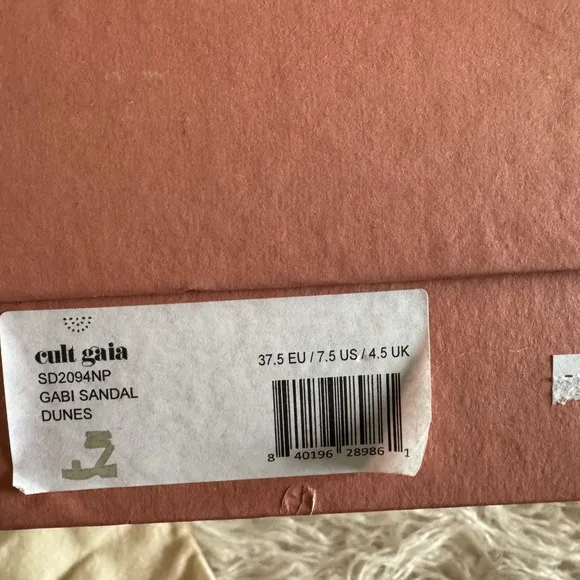 cult gaia
SD2094NP
GABI SANDAL
DUNES
37.5 EU / 7.5 US / 4.5 UK
8 40196 28986 1